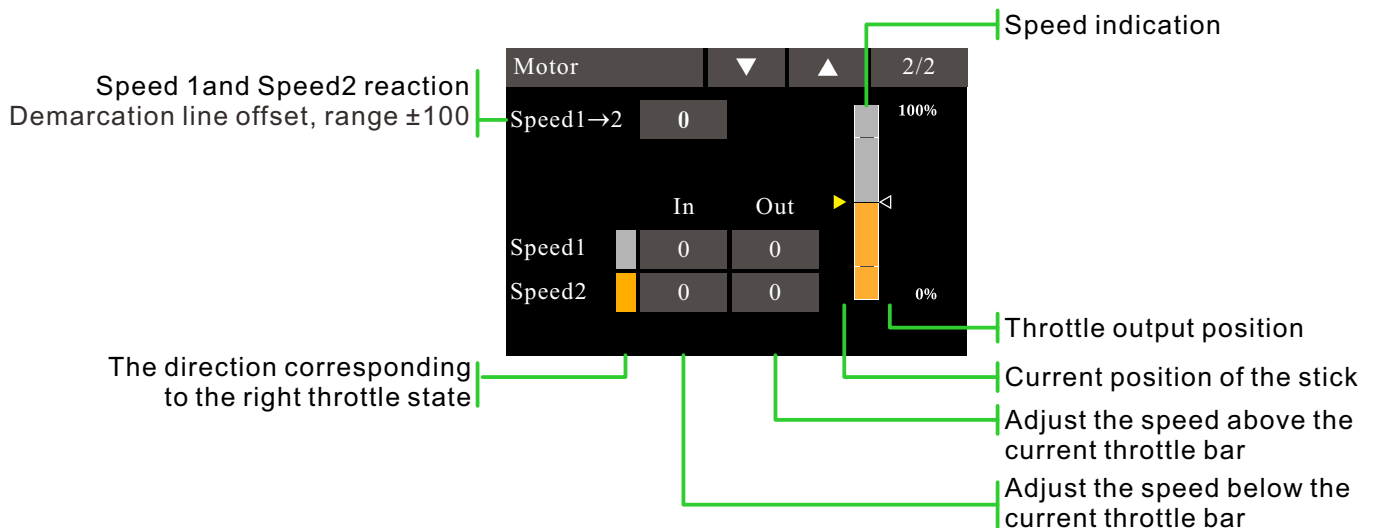 Speed indication
Motor ▼ ▲ 2/2
Speed 1and Speed2 reaction
Demarcation line offset, range ±100
Speed1→2 0
100%
In Out
Speed1 0 0
Speed2 0 0
0%
Throttle output position
The direction corresponding
to the right throttle state
Current position of the stick
Adjust the speed above the
current throttle bar
Adjust the speed below the
current throttle bar